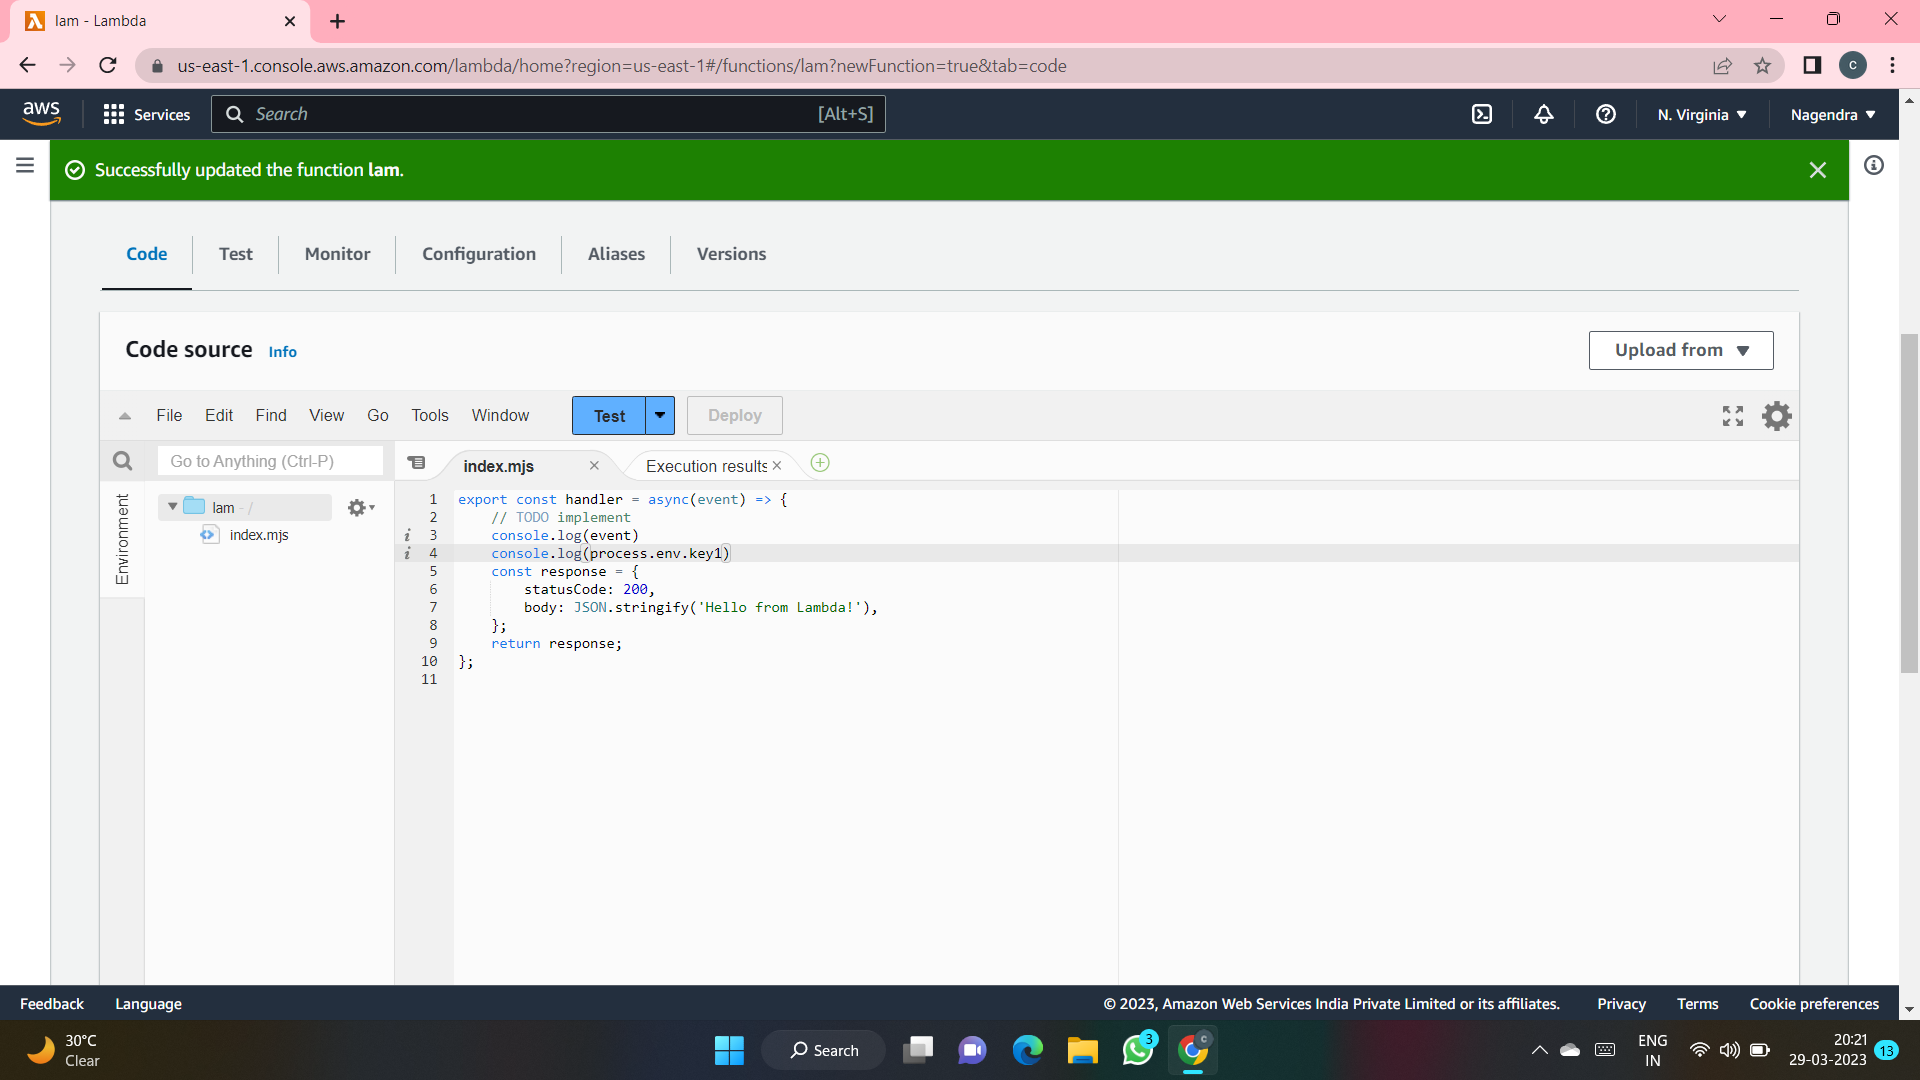 lam - Lambda
us-east-1.console.aws.amazon.com/lambda/home?region=us-east-1#/functions/lam?newFunction=true&tab=code
C
aws
Services
Search [Alt+S]
N. Virginia
Nagendra
Successfully updated the function lam.
Code
Test
Monitor
Configuration
Aliases
Versions
Code source Info
Upload from
File Edit Find View Go Tools Window
Test
Deploy
Go to Anything (Ctrl-P)
index.mjs
Execution results
Environment
lam - /
index.mjs
1 export const handler = async(event) => {
2 // TODO implement
i 3 console.log(event)
i 4 console.log(process.env.key1)
5 const response = {
6 statusCode: 200,
7 body: JSON.stringify('Hello from Lambda!'),
8 };
9 return response;
10 };
11
Feedback Language
© 2023, Amazon Web Services India Private Limited or its affiliates. Privacy Terms Cookie preferences
30°C
Clear
Search
3
C
ENG
IN
20:21
29-03-2023
13